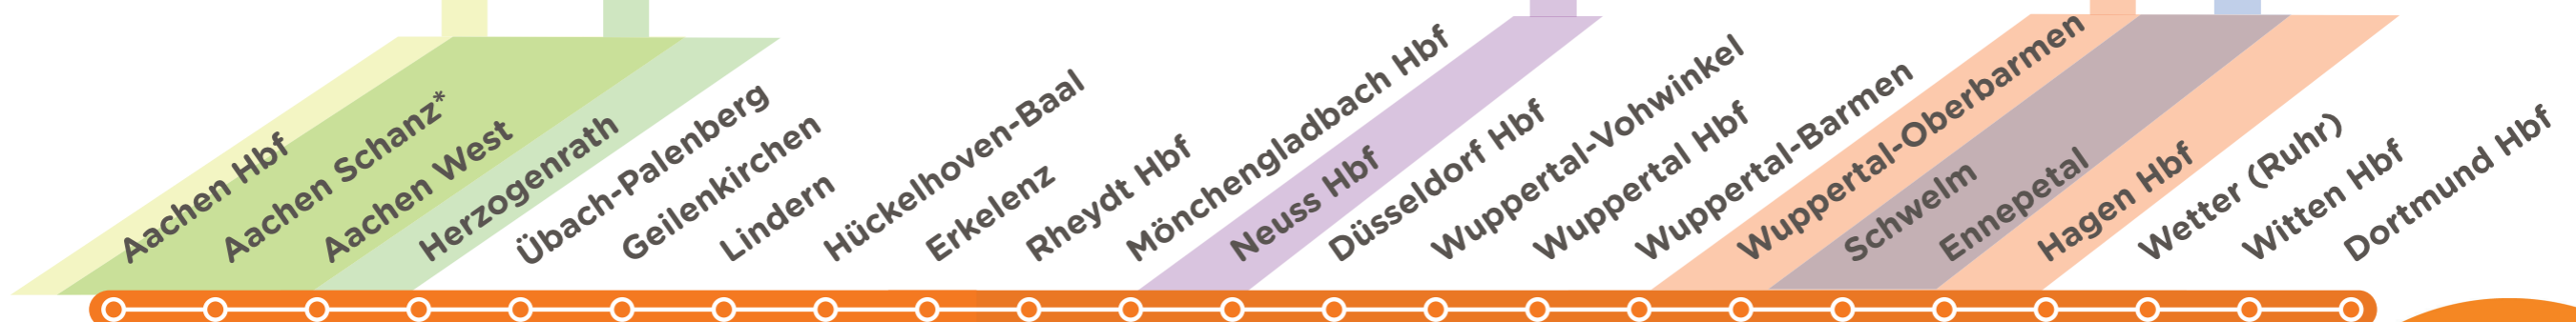 Aachen Hbf
Aachen Schanz*
Aachen West
Herzogenrath
Übach-Palenberg
Geilenkirchen
Lindern
Hückelhoven-Baal
Erkelenz
Rheydt Hbf
Mönchengladbach Hbf
Neuss Hbf
Düsseldorf Hbf
Wuppertal-Vohwinkel
Wuppertal Hbf
Wuppertal-Barmen
Wuppertal-Oberbarmen
Schwelm
Ennepetal
Hagen Hbf
Wetter (Ruhr)
Witten Hbf
Dortmund Hbf